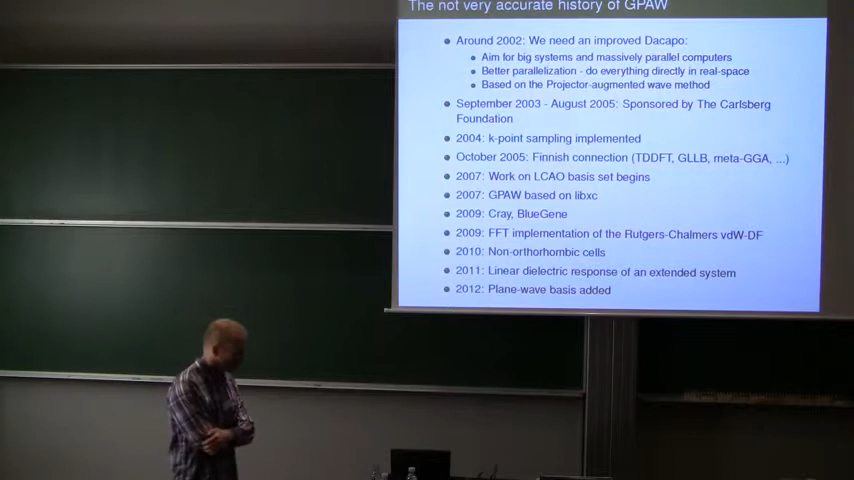 The not very accurate history of GPAW
Around 2002: We need an improved Dacapo:
Aim for big systems and massively parallel computers
Better parallelization - do everything directly in real-space
Based on the Projector-augmented wave method
September 2003 - August 2005: Sponsored by The Carlsberg
Foundation
2004: k-point sampling implemented
October 2005: Finnish connection (TDDFT, GLLB, meta-GGA, ...)
2007: Work on LCAO basis set begins
2007: GPAW based on libxc
2009: Cray, BlueGene
2009: FFT implementation of the Rutgers-Chalmers vdW-DF
2010: Non-orthorhombic cells
2011: Linear dielectric response of an extended system
2012: Plane-wave basis added